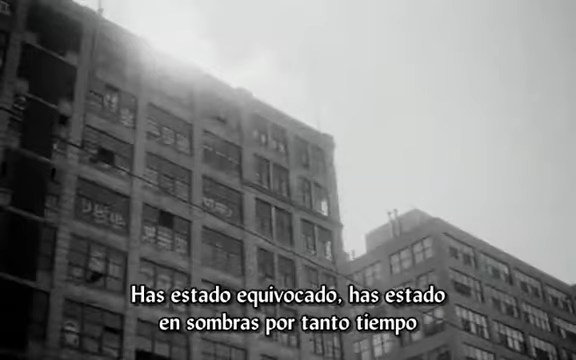 Has estado equivocado, has estado
en sombras por tanto tiempo